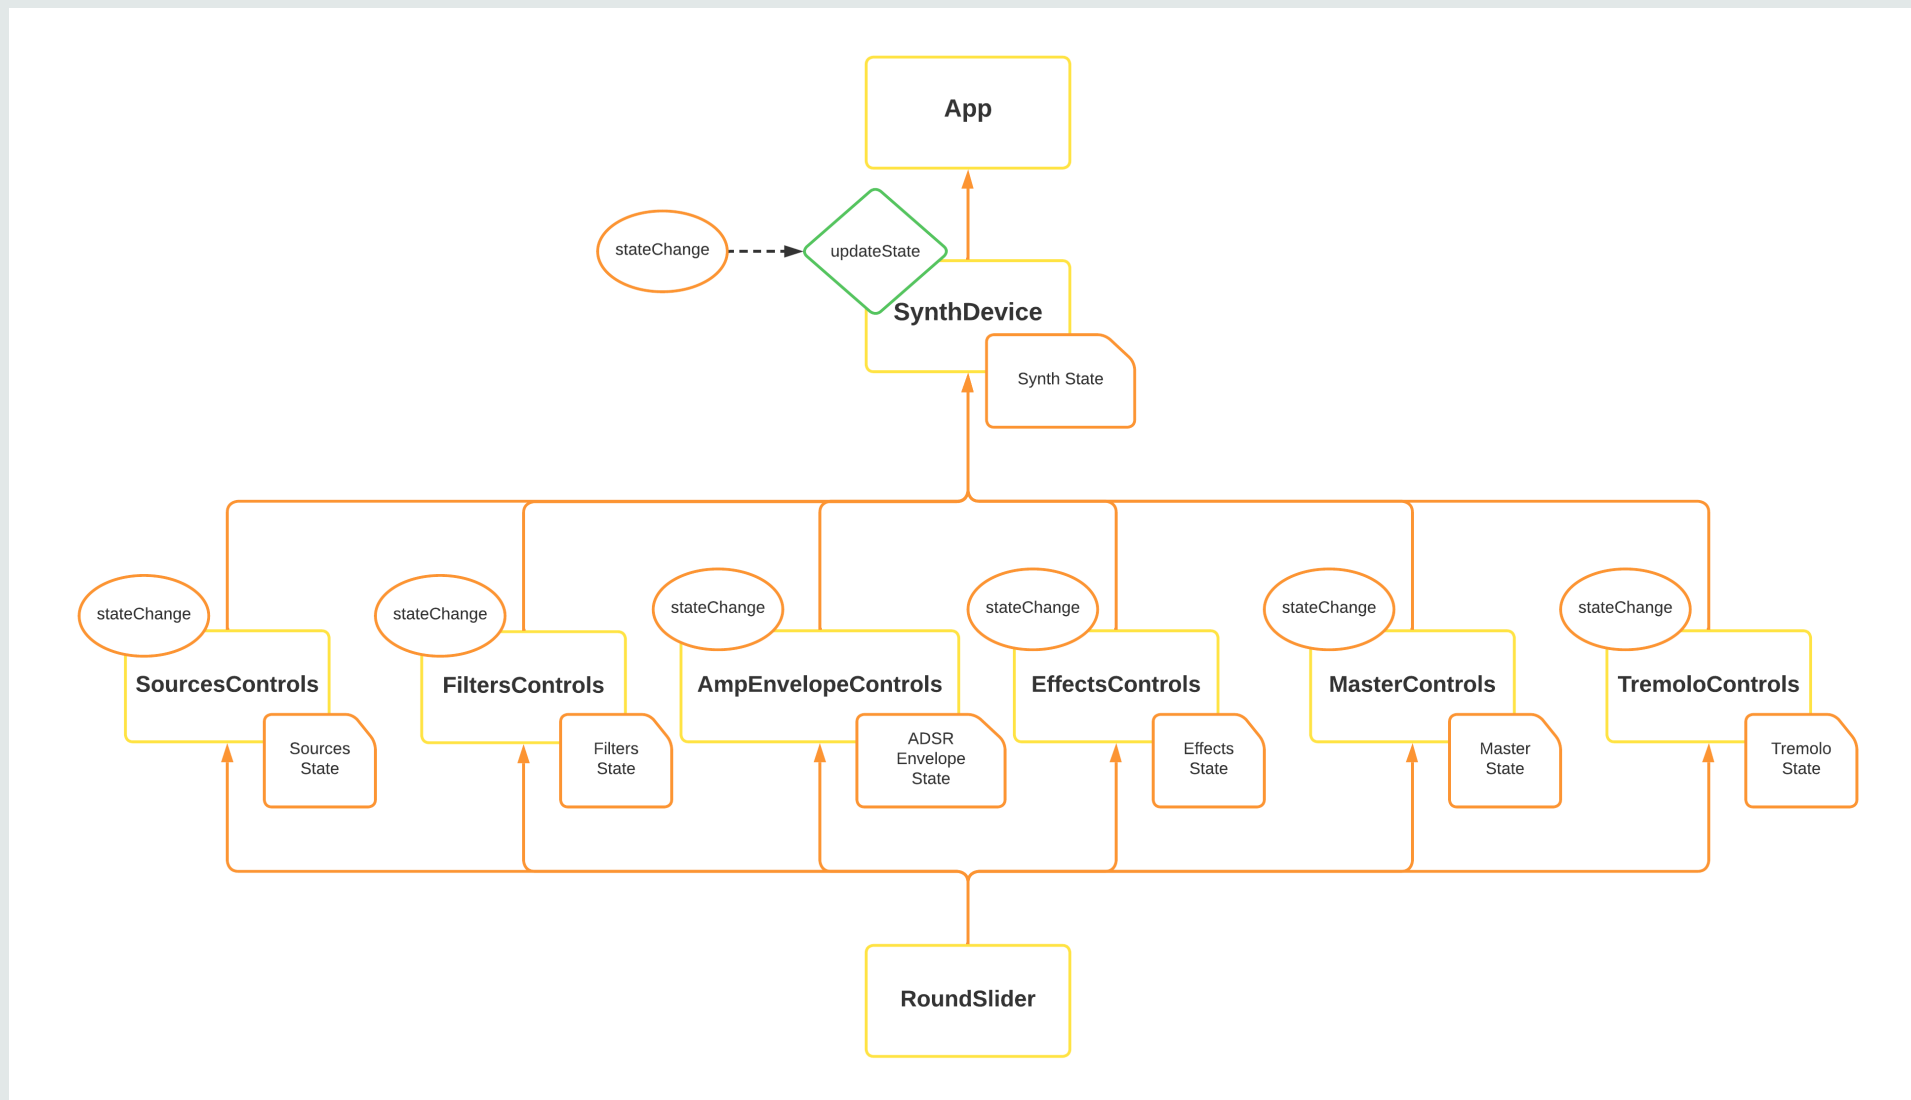 App
stateChange
updateState
SynthDevice
Synth State
stateChange
stateChange
stateChange
stateChange
stateChange
stateChange
SourcesControls
FiltersControls
AmpEnvelopeControls
EffectsControls
MasterControls
TremoloControls
Sources
State
Filters
State
ADSR
Envelope
State
Effects
State
Master
State
Tremolo
State
RoundSlider